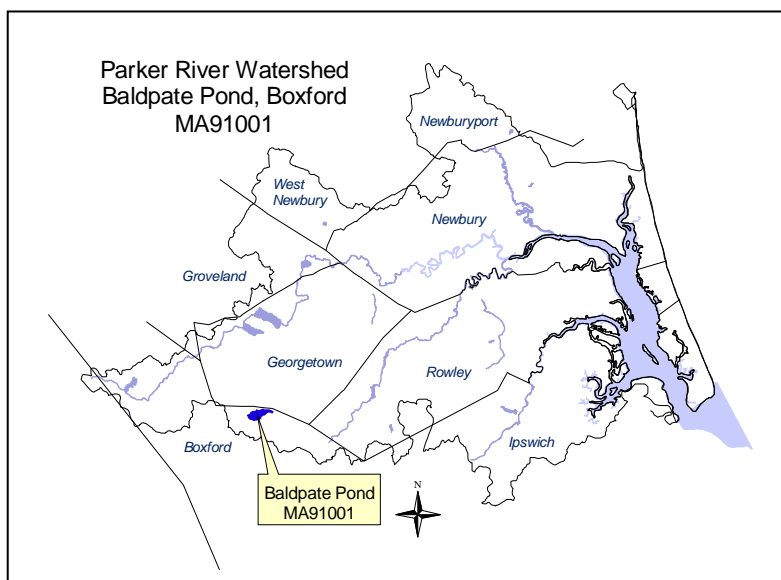 Parker River Watershed
Baldpate Pond, Boxford
MA91001
Newburyport
West
Newbury
Newbury
Groveland
Georgetown
Rowley
Boxford
Ipswich
Baldpate Pond
MA91001
N